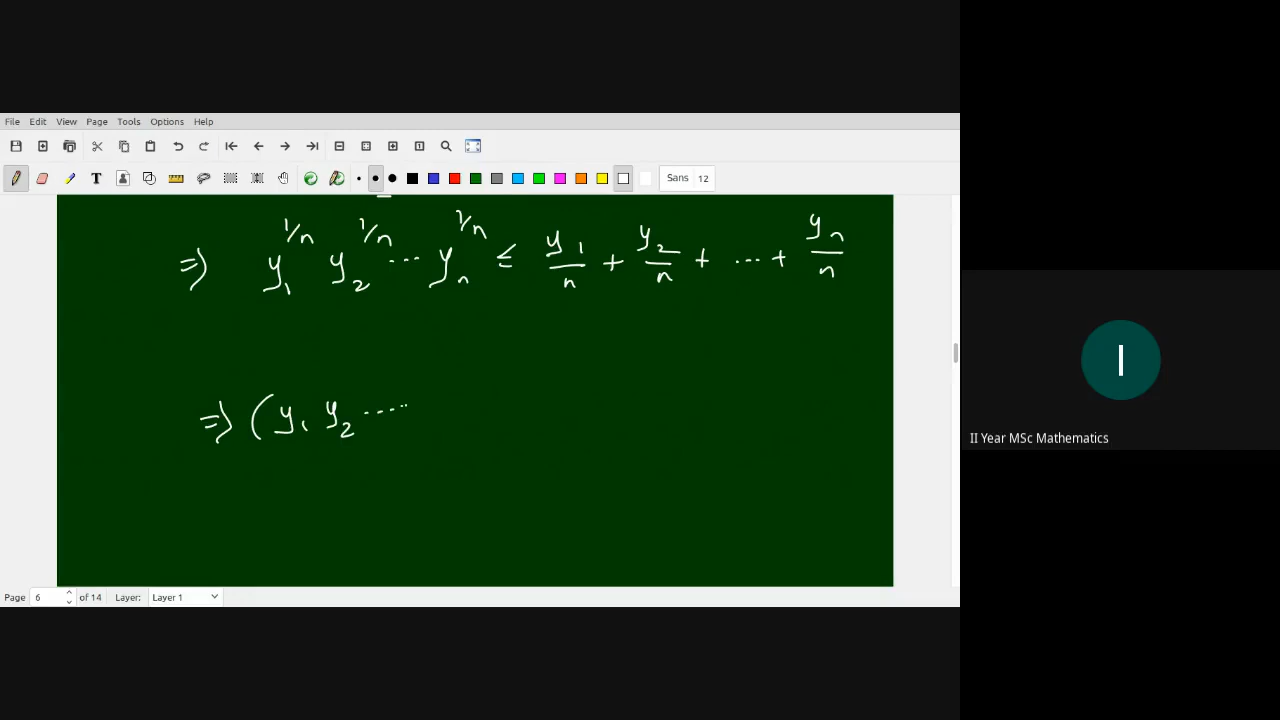 File Edit View Page Tools Options Help
Sans 12
=> y₁^1/n y₂^1/n ... yₙ^1/n ≤ y₁/n + y₂/n + ... + yₙ/n
=> (y₁ y₂ .....
I
II Year MSc Mathematics
Page 6 of 14 Layer: Layer 1